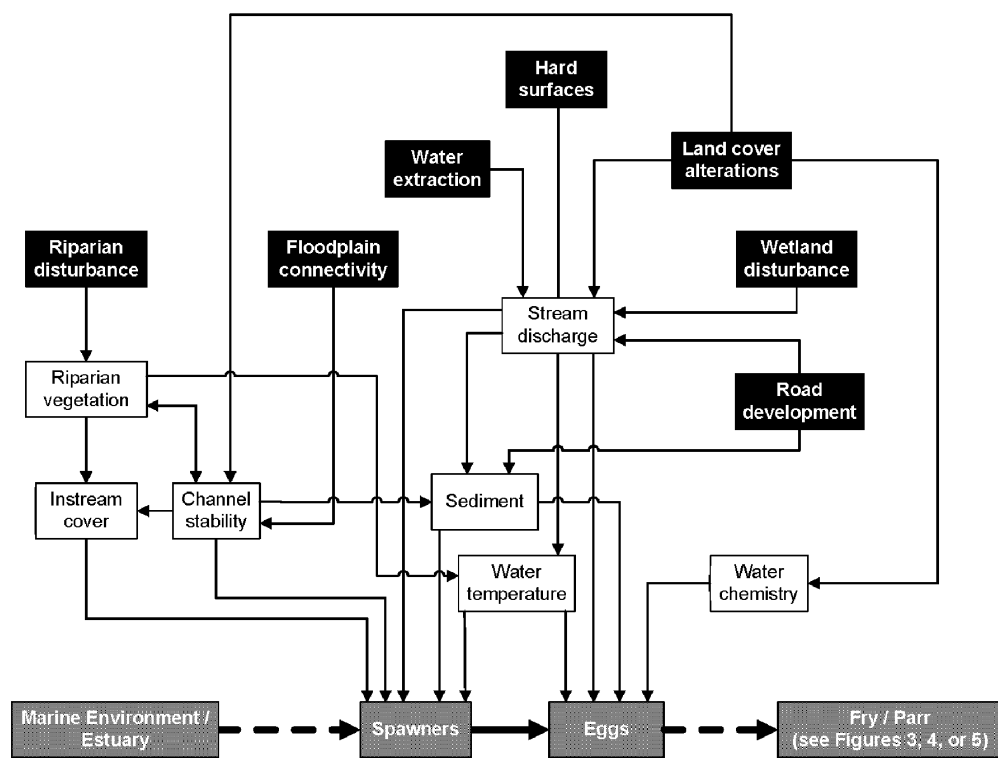 Hard
surfaces
Water
extraction
Land cover
alterations
Riparian
disturbance
Floodplain
connectivity
Wetland
disturbance
Stream
discharge
Riparian
vegetation
Road
development
Instream
cover
Channel
stability
Sediment
Water
temperature
Water
chemistry
Marine Environment /
Estuary
Spawners
Eggs
Fry / Parr
(see Figures 3, 4, or 5)